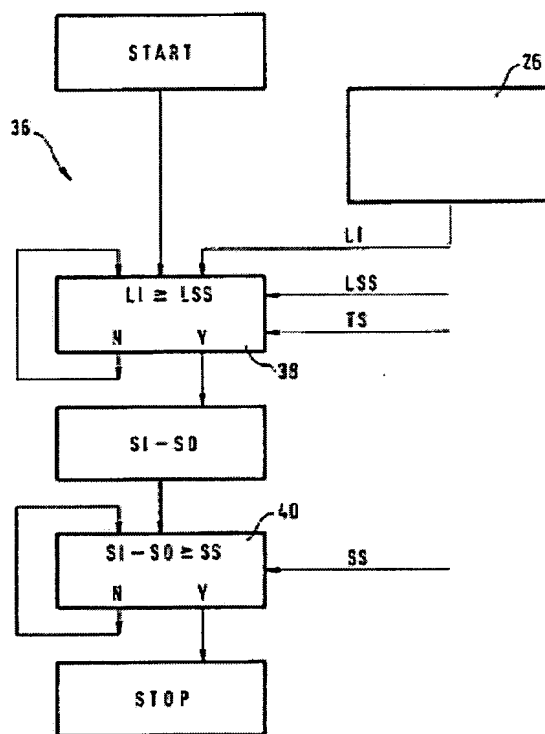 START
26
36
LI
LI ≅ LSS
LSS
TS
N Y
38
SI-SO
40
SI-SO ≅ SS
SS
N Y
STOP